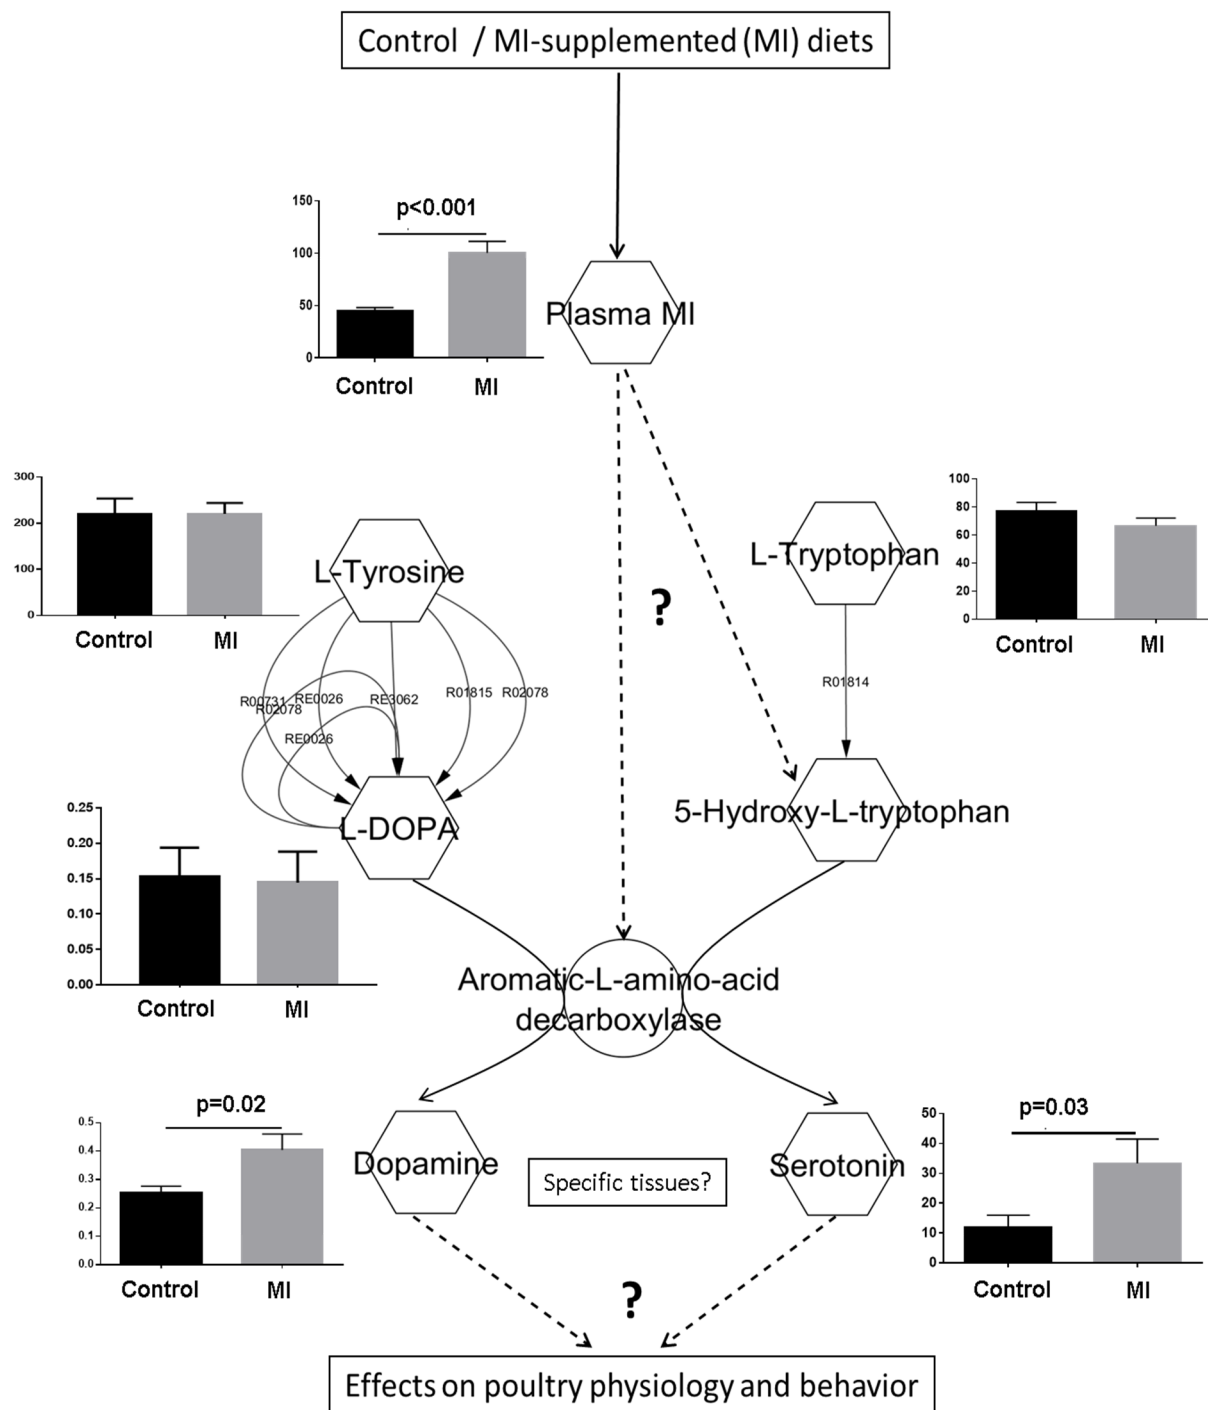 Control / MI-supplemented (MI) diets
150
p<0.001
100
50
0
Control MI
Plasma MI
300
200
100
0
Control MI
L-Tyrosine
?
L-Tryptophan
100
80
60
40
20
0
Control MI
R00731
R02078
RE0026
RE3062
R01815
R02078
RE0026
R01814
0.25
0.20
0.15
0.10
0.05
0.00
Control MI
L-DOPA
5-Hydroxy-L-tryptophan
Aromatic-L-amino-acid
decarboxylase
p=0.02
0.5
0.4
0.3
0.2
0.1
0.0
Control MI
Dopamine
Specific tissues?
Serotonin
p=0.03
50
40
30
20
10
0
Control MI
?
Effects on poultry physiology and behavior